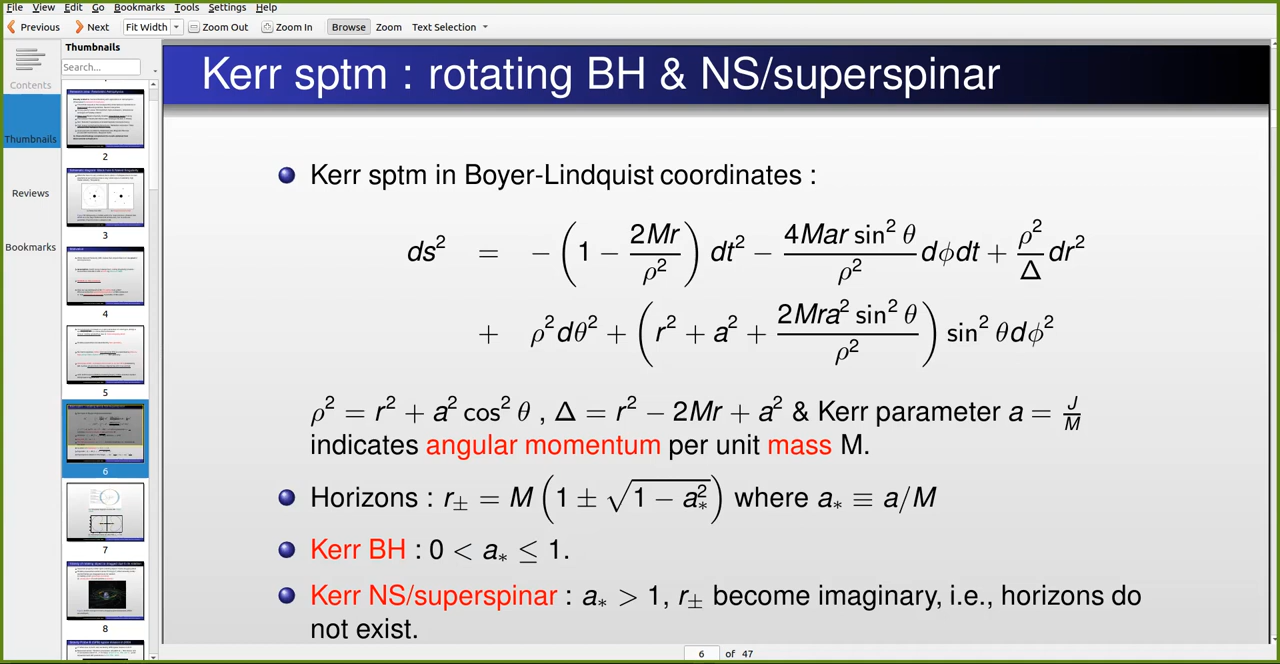 File View Edit Go Bookmarks Tools Settings Help
Previous Next Fit Width Zoom Out Zoom In Browse Zoom Text Selection
Thumbnails
Search...
Contents
Thumbnails
Reviews
Bookmarks
2
3
4
5
6
7
8
Kerr sptm : rotating BH & NS/superspinar
Kerr sptm in Boyer-Lindquist coordinates :
ds² = − (1 − 2Mr/ρ²) dt² − 4Mar sin² θ/ρ² dϕdt + ρ²/Δ dr²
+ ρ²dθ² + (r² + a² + 2Mra² sin² θ/ρ²) sin² θdϕ²
ρ² = r² + a² cos² θ , Δ = r² − 2Mr + a² & Kerr parameter a = J/M
indicates angular momentum per unit mass M.
Horizons : r± = M (1 ± √(1 − a²∗)) where a∗ ≡ a/M
Kerr BH : 0 < a∗ ≤ 1.
Kerr NS/superspinar : a∗ > 1, r± become imaginary, i.e., horizons do
not exist.
6 of 47